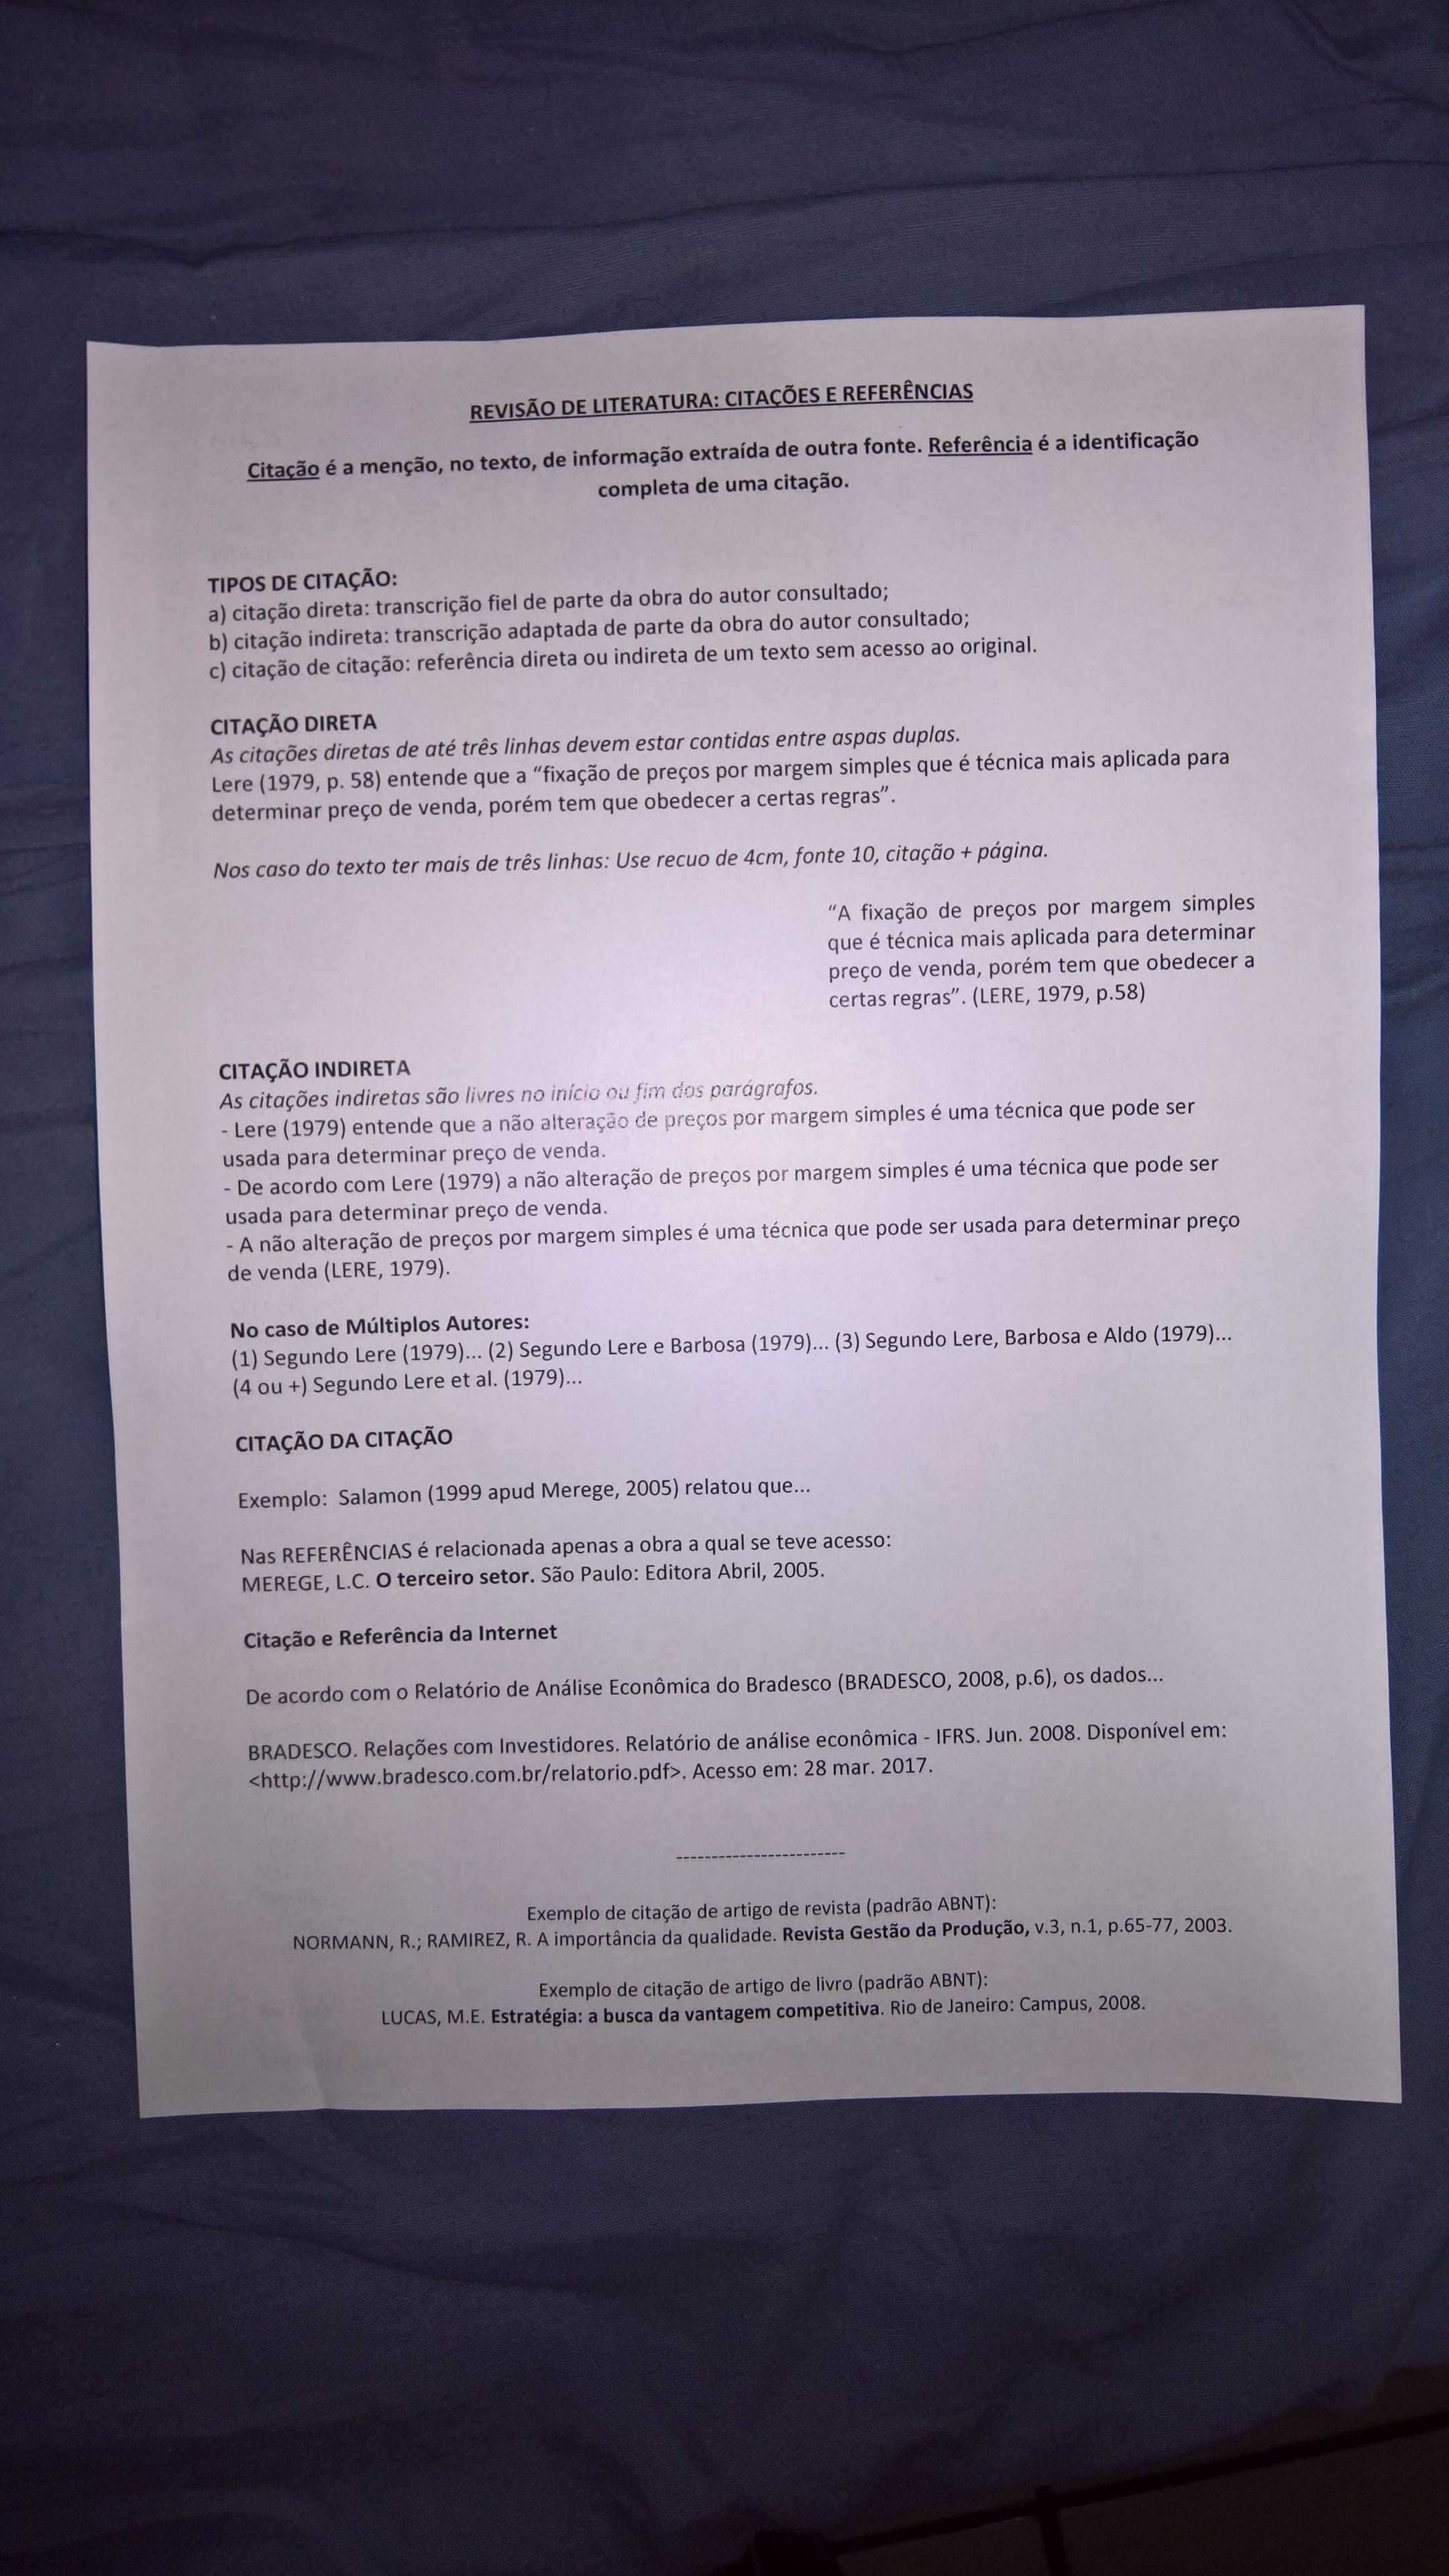 REVISÃO DE LITERATURA: CITAÇÕES E REFERÊNCIAS
Citação é a menção, no texto, de informação extraída de outra fonte. Referência é a identificação
completa de uma citação.
TIPOS DE CITAÇÃO:
a) citação direta: transcrição fiel de parte da obra do autor consultado;
b) citação indireta: transcrição adaptada de parte da obra do autor consultado;
c) citação de citação: referência direta ou indireta de um texto sem acesso ao original.
CITAÇÃO DIRETA
As citações diretas de até três linhas devem estar contidas entre aspas duplas.
Lere (1979, p. 58) entende que a “fixação de preços por margem simples que é técnica mais aplicada para
determinar preço de venda, porém tem que obedecer a certas regras”.
Nos caso do texto ter mais de três linhas: Use recuo de 4cm, fonte 10, citação + página.
“A fixação de preços por margem simples
que é técnica mais aplicada para determinar
preço de venda, porém tem que obedecer a
certas regras”. (LERE, 1979, p.58)
CITAÇÃO INDIRETA
As citações indiretas são livres no início ou fim dos parágrafos.
- Lere (1979) entende que a não alteração de preços por margem simples é uma técnica que pode ser
usada para determinar preço de venda.
- De acordo com Lere (1979) a não alteração de preços por margem simples é uma técnica que pode ser
usada para determinar preço de venda.
- A não alteração de preços por margem simples é uma técnica que pode ser usada para determinar preço
de venda (LERE, 1979).
No caso de Múltiplos Autores:
(1) Segundo Lere (1979)... (2) Segundo Lere e Barbosa (1979)... (3) Segundo Lere, Barbosa e Aldo (1979)...
(4 ou +) Segundo Lere et al. (1979)...
CITAÇÃO DA CITAÇÃO
Exemplo: Salamon (1999 apud Merege, 2005) relatou que...
Nas REFERÊNCIAS é relacionada apenas a obra a qual se teve acesso:
MEREGE, L.C. O terceiro setor. São Paulo: Editora Abril, 2005.
Citação e Referência da Internet
De acordo com o Relatório de Análise Econômica do Bradesco (BRADESCO, 2008, p.6), os dados...
BRADESCO. Relações com Investidores. Relatório de análise econômica - IFRS. Jun. 2008. Disponível em:
<http://www.bradesco.com.br/relatorio.pdf>. Acesso em: 28 mar. 2017.
------------------------
Exemplo de citação de artigo de revista (padrão ABNT):
NORMANN, R.; RAMIREZ, R. A importância da qualidade. Revista Gestão da Produção, v.3, n.1, p.65-77, 2003.
Exemplo de citação de artigo de livro (padrão ABNT):
LUCAS, M.E. Estratégia: a busca da vantagem competitiva. Rio de Janeiro: Campus, 2008.